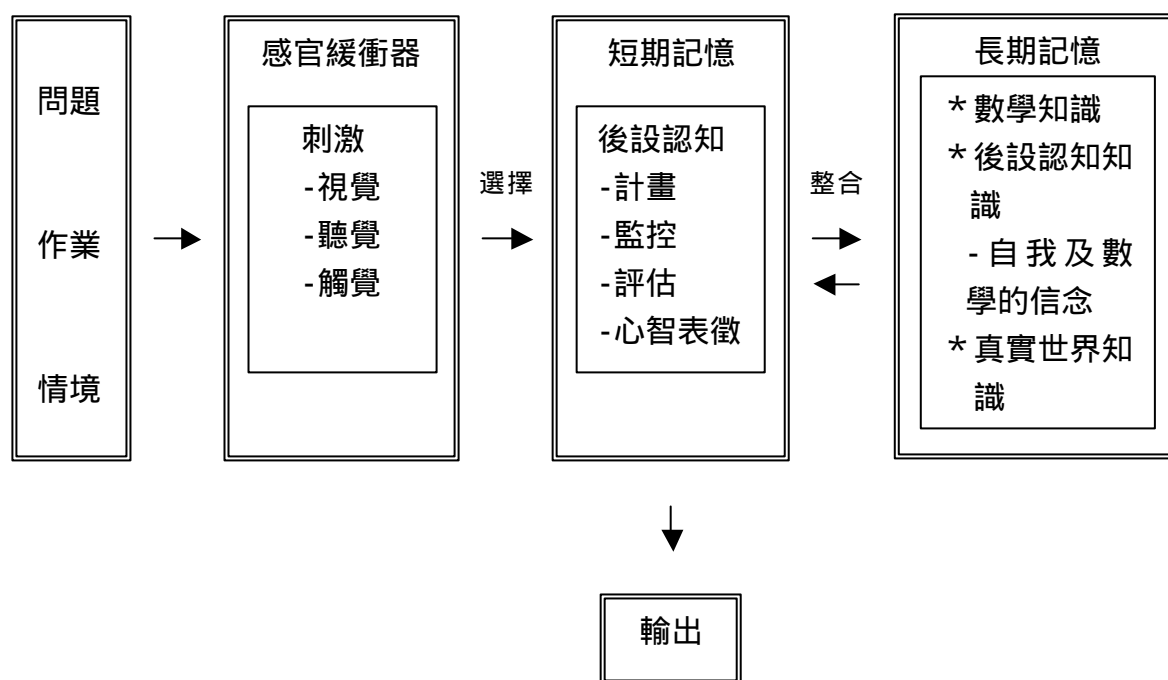 問題
作業
情境
感官緩衝器
刺激
-視覺
-聽覺
-觸覺
選擇
短期記憶
後設認知
-計畫
-監控
-評估
-心智表徵
整合
長期記憶
*數學知識
*後設認知知
識
-自我及數
學的信念
*真實世界知
識
輸出